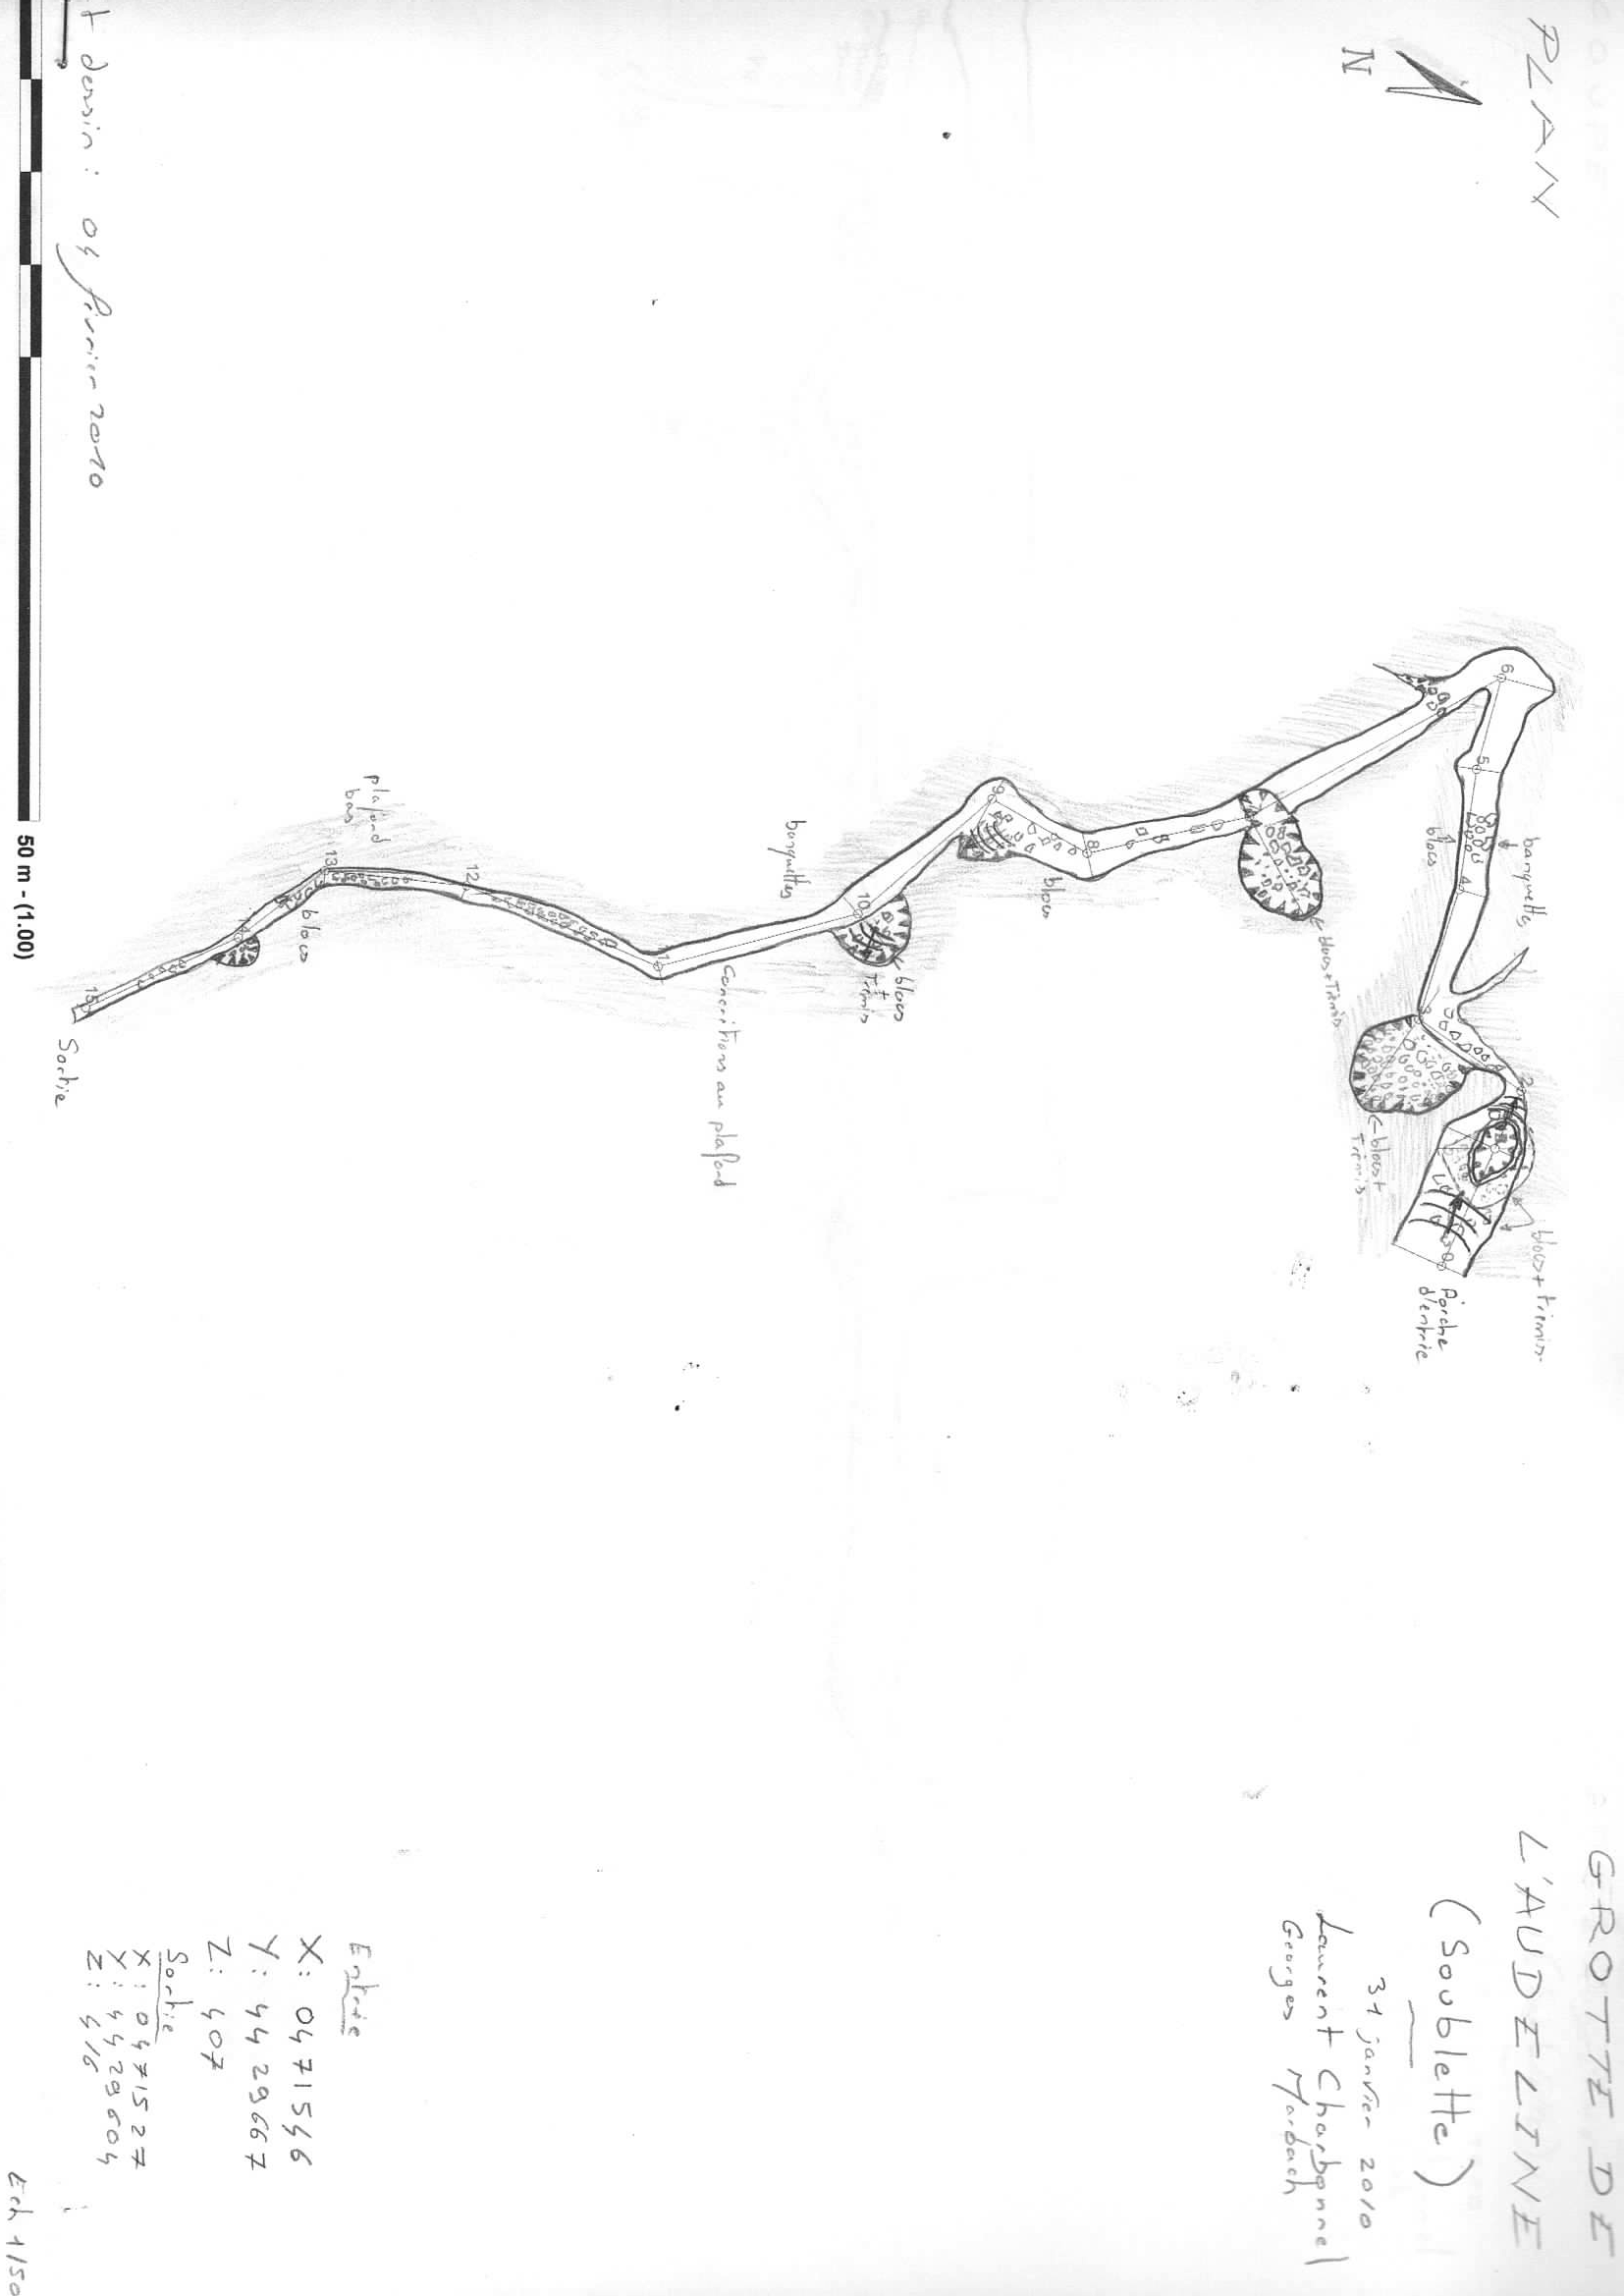 PLAN
N
GROTTE DE
L'AUDELINE
(Soublette)
31 janvier 2010
Laurent Charbonnel
Georges Marbach
6
5
4
3
2
0
8
9
10
11
12
13
15
banquettes
blocs
blocs + Trémis
Porche
d'entrée
blocs +
Trémis
blocs + Trémis
blocs
blocs
+
Trémis
banquettes
Concrétions au plafond
plafond
bas
blocs
Sortie
Entrée
X: 0471546
Y: 4429667
Z: 407
Sortie
X: 0471527
Y: 4429604
Z: 416
t dessin: 04 février 2010
50 m - (1.00)
Ech 1/50